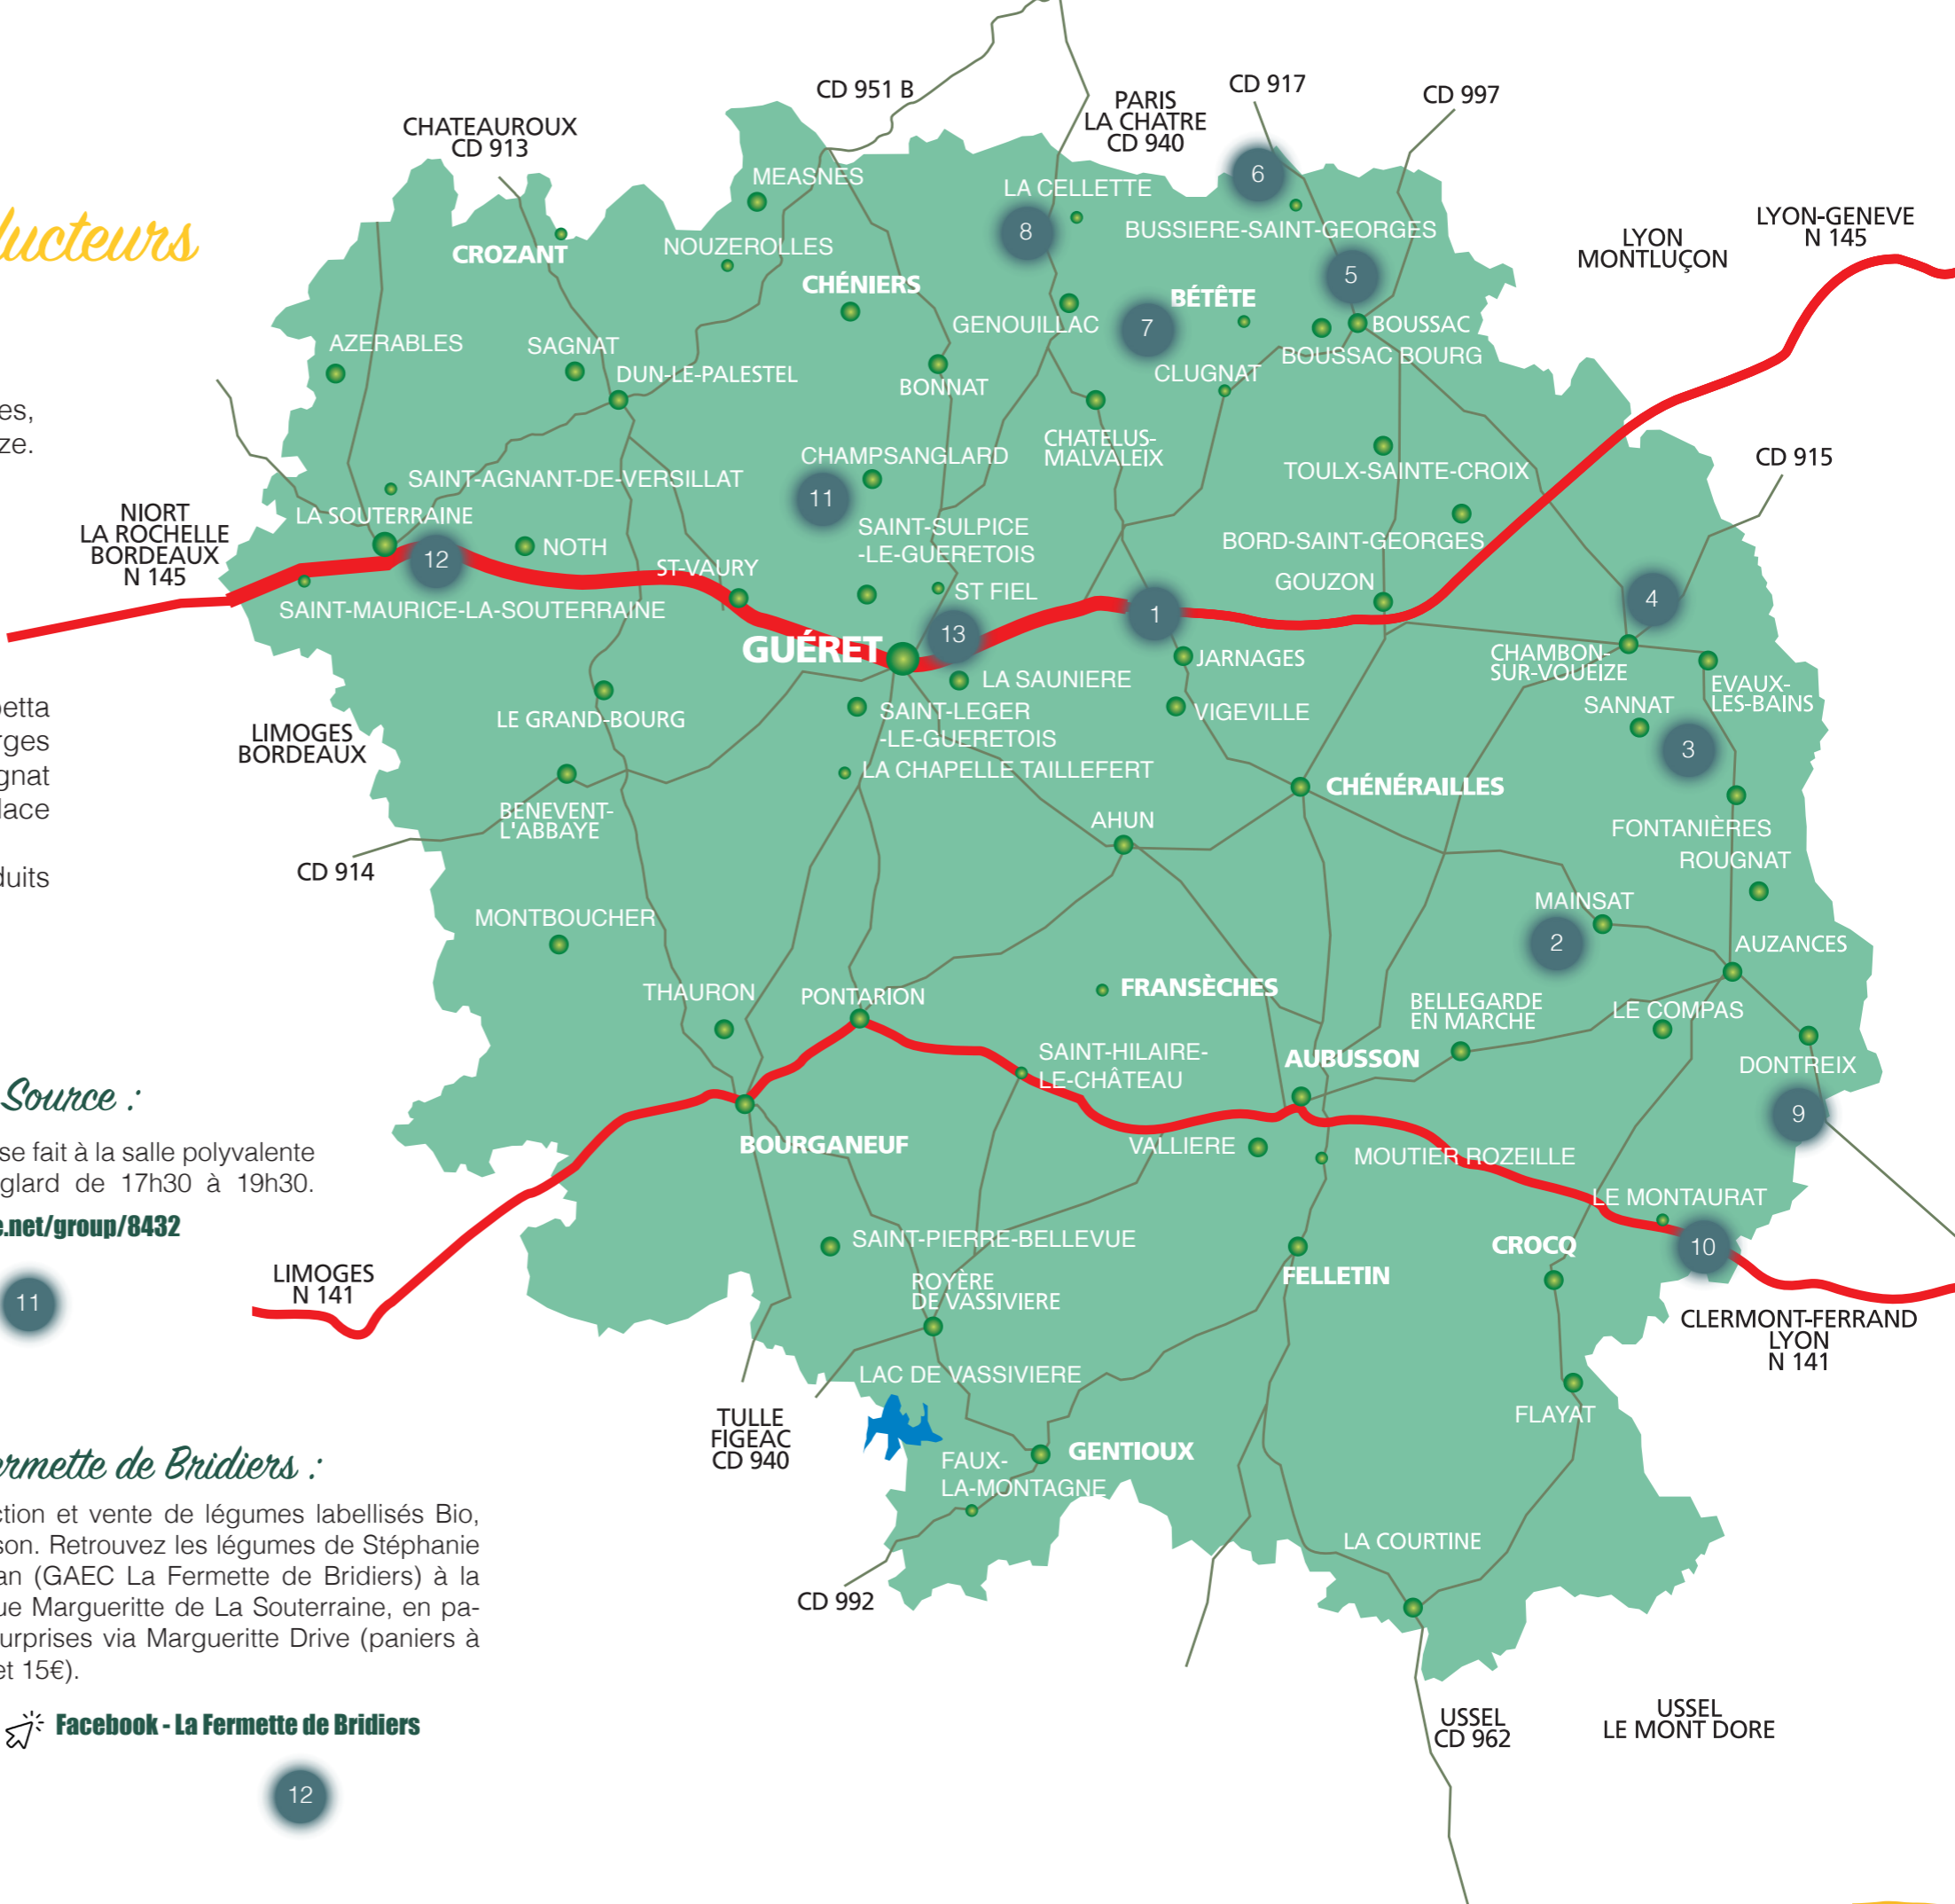 CD 951 B
CD 917
CD 997
PARIS
LA CHATRE
CD 940
CHATEAUROUX
CD 913
LYON
MONTLUÇON
LYON-GENEVE
N 145
CD 915
NIORT
LA ROCHELLE
BORDEAUX
N 145
LIMOGES
BORDEAUX
CD 914
LIMOGES
N 141
TULLE
FIGEAC
CD 940
CD 992
USSEL
CD 962
USSEL
LE MONT DORE
CLERMONT-FERRAND
LYON
N 141
MEASNES
LA CELLETTE
6
8
BUSSIERE-SAINT-GEORGES
CROZANT
NOUZEROLLES
CHÉNIERS
5
BÉTÊTE
GENOUILLAC
7
BOUSSAC
BOUSSAC BOURG
AZERABLES
SAGNAT
DUN-LE-PALESTEL
BONNAT
CLUGNAT
CHATELUS-
MALVALEIX
CHAMPSANGLARD
11
TOULX-SAINTE-CROIX
SAINT-AGNANT-DE-VERSILLAT
LA SOUTERRAINE
12
NOTH
SAINT-SULPICE
-LE-GUERETOIS
BORD-SAINT-GEORGES
ST-VAURY
ST FIEL
GOUZON
SAINT-MAURICE-LA-SOUTERRAINE
1
4
13
GUÉRET
JARNAGES
CHAMBON-
SUR-VOUEIZE
LA SAUNIERE
EVAUX-
LES-BAINS
SANNAT
LE GRAND-BOURG
SAINT-LEGER
-LE-GUERETOIS
VIGEVILLE
3
LA CHAPELLE TAILLEFERT
CHÉNÉRAILLES
BENEVENT-
L'ABBAYE
AHUN
FONTANIÈRES
ROUGNAT
MAINSAT
MONTBOUCHER
2
AUZANCES
THAURON
PONTARION
FRANSÈCHES
BELLEGARDE
EN MARCHE
LE COMPAS
SAINT-HILAIRE-
LE-CHÂTEAU
AUBUSSON
DONTREIX
9
BOURGANEUF
VALLIERE
MOUTIER ROZEILLE
LE MONTAURAT
10
SAINT-PIERRE-BELLEVUE
CROCQ
FELLETIN
ROYÈRE
DE VASSIVIERE
LAC DE VASSIVIERE
FLAYAT
GENTIOUX
FAUX-
LA-MONTAGNE
LA COURTINE
ducteurs
es,
ze.
etta
rges
gnat
lace
duits
Source :
se fait à la salle polyvalente
glard de 17h30 à 19h30.
e.net/group/8432
11
ermette de Bridiers :
ction et vente de légumes labellisés Bio,
son. Retrouvez les légumes de Stéphanie
an (GAEC La Fermette de Bridiers) à la
ue Margueritte de La Souterraine, en pa-
urprises via Margueritte Drive (paniers à
et 15€).
Facebook - La Fermette de Bridiers
12